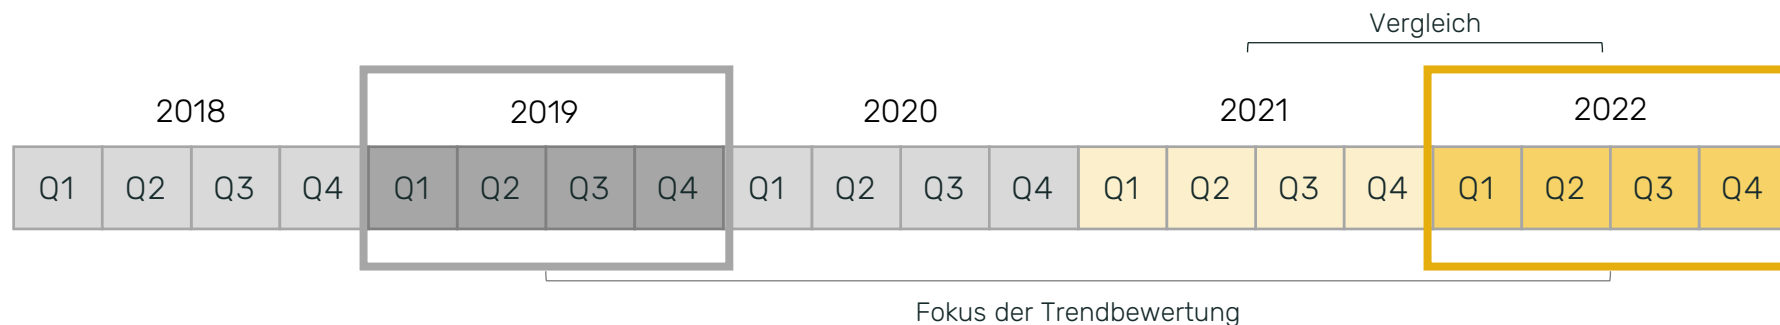 Vergleich
2018 2019 2020 2021 2022
Q1 Q2 Q3 Q4 Q1 Q2 Q3 Q4 Q1 Q2 Q3 Q4 Q1 Q2 Q3 Q4 Q1 Q2 Q3 Q4
Fokus der Trendbewertung